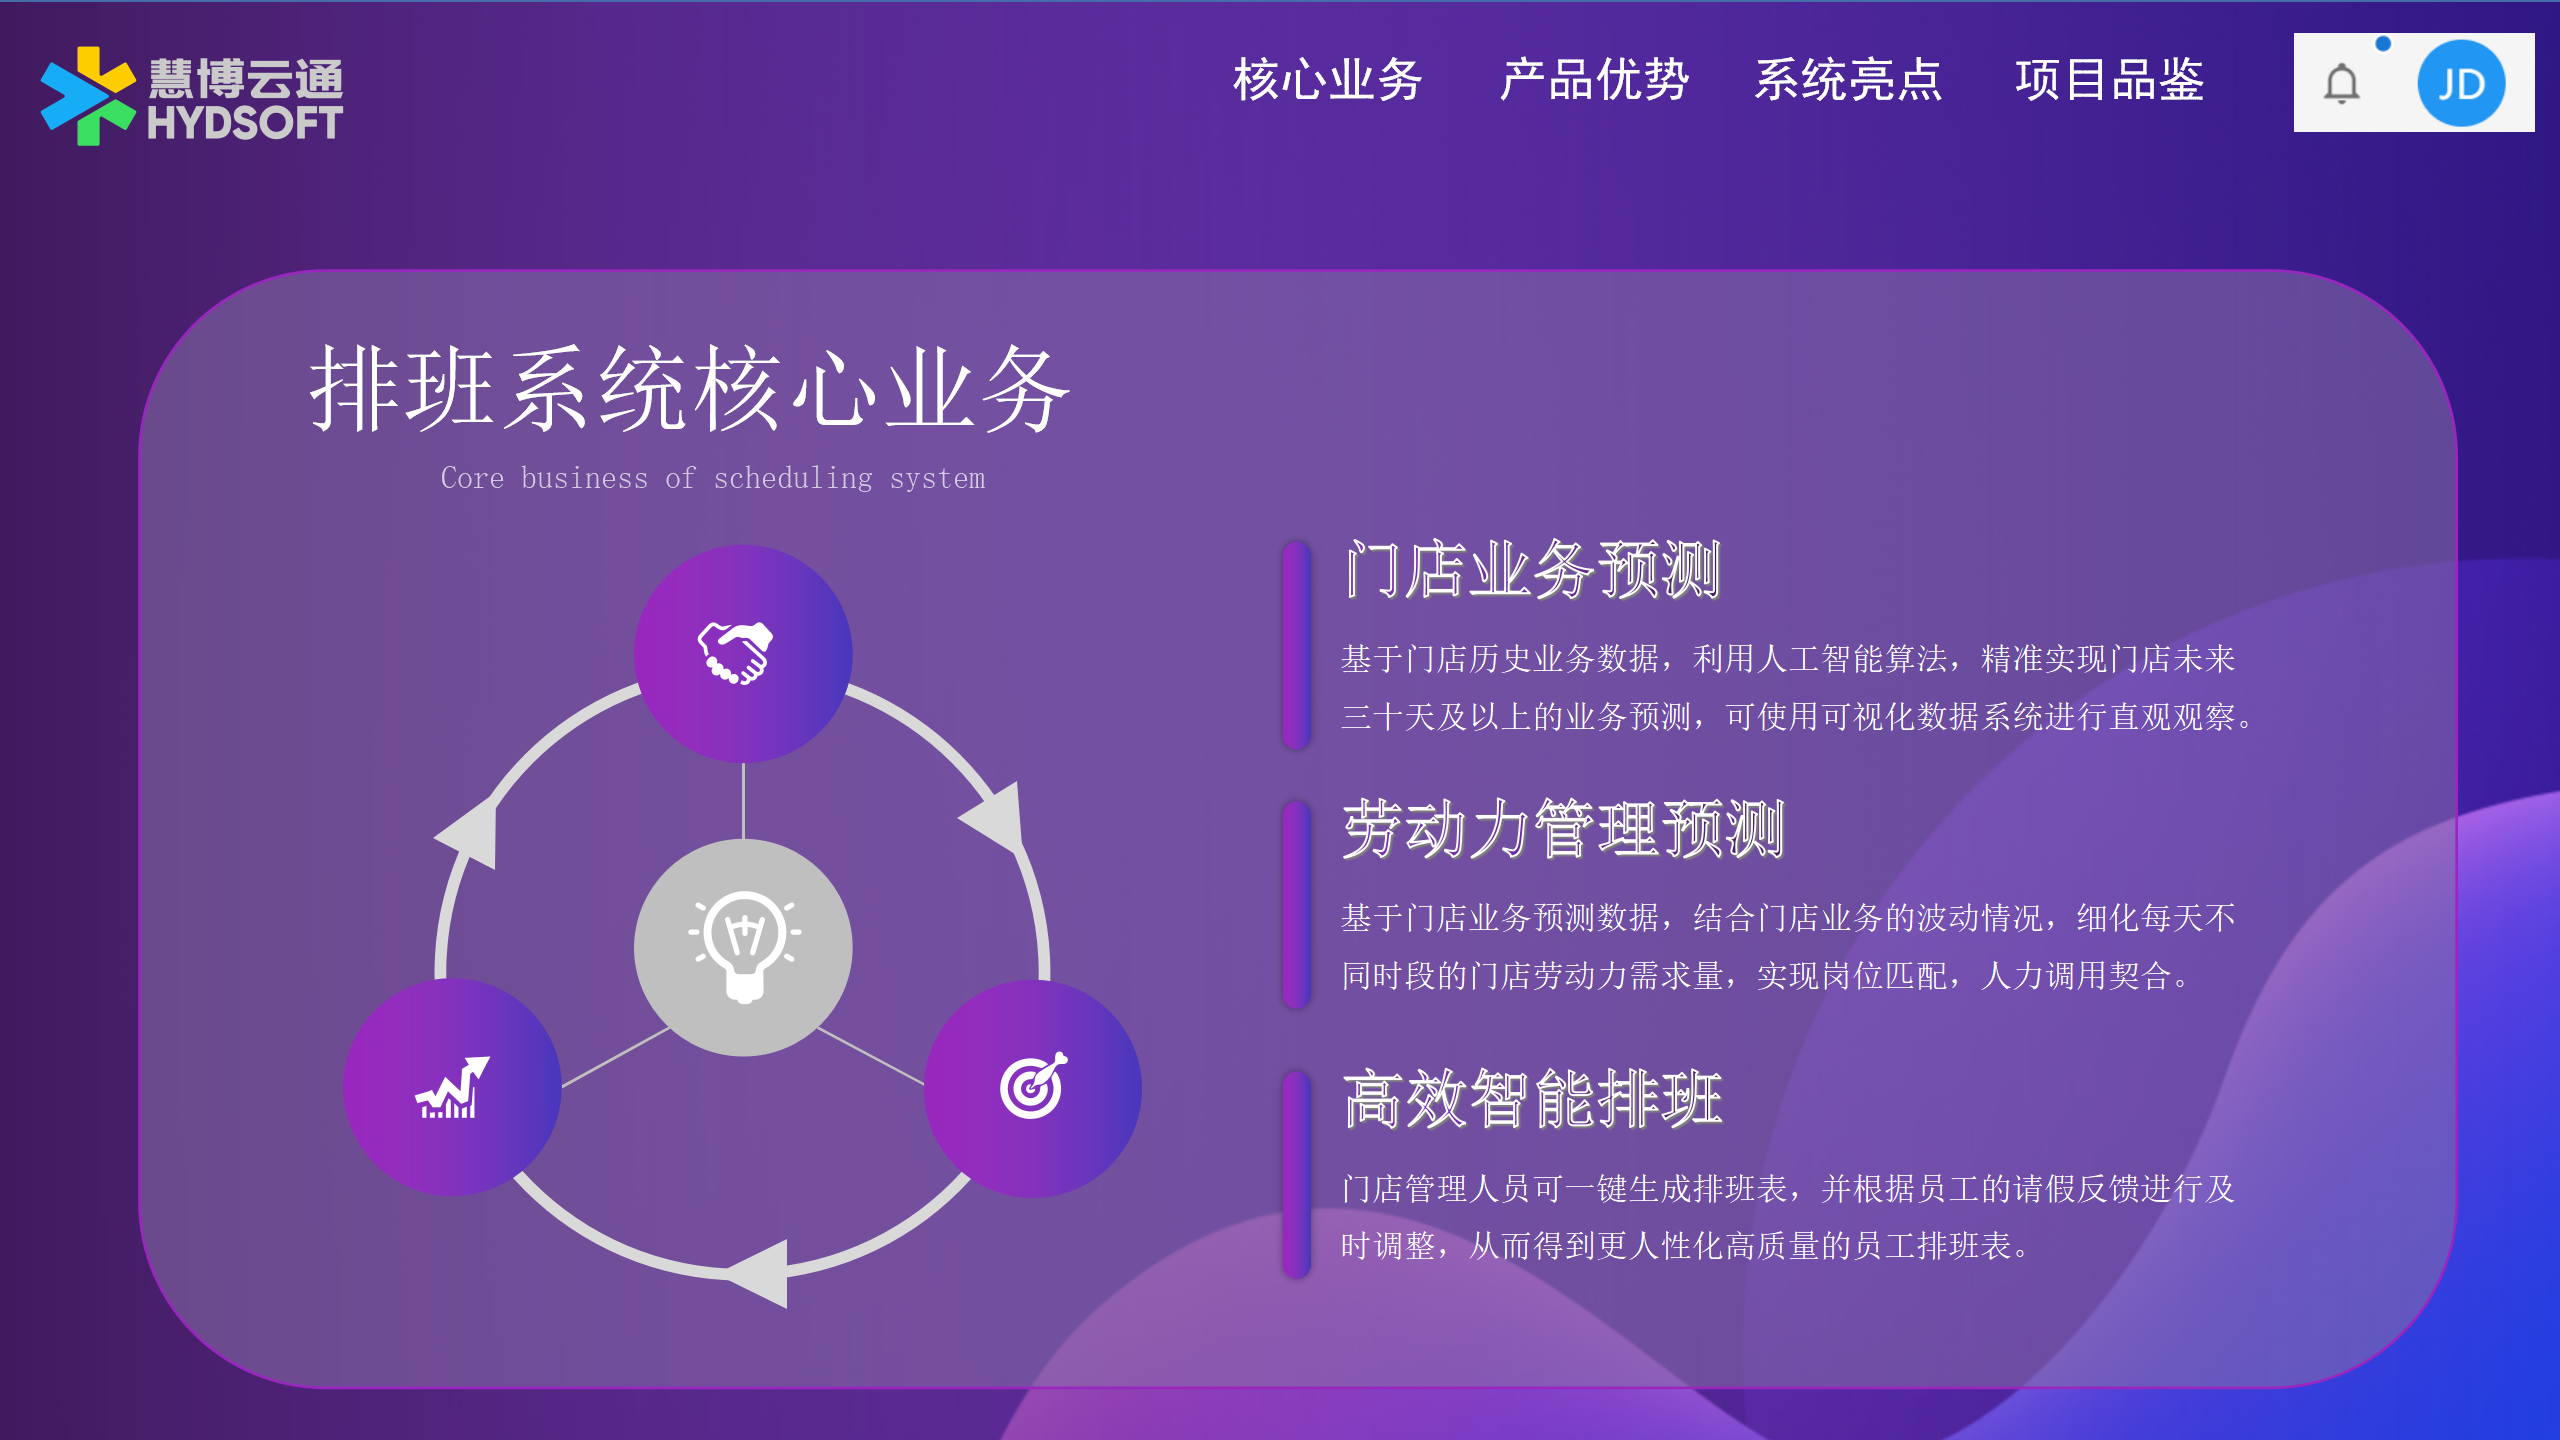 慧博云通
HYDSOFT
核心业务
产品优势
系统亮点
项目品鉴
JD
排班系统核心业务
Core business of scheduling system
门店业务预测
基于门店历史业务数据，利用人工智能算法，精准实现门店未来
三十天及以上的业务预测，可使用可视化数据系统进行直观观察。
劳动力管理预测
基于门店业务预测数据，结合门店业务的波动情况，细化每天不
同时段的门店劳动力需求量，实现岗位匹配，人力调用契合。
高效智能排班
门店管理人员可一键生成排班表，并根据员工的请假反馈进行及
时调整，从而得到更人性化高质量的员工排班表。